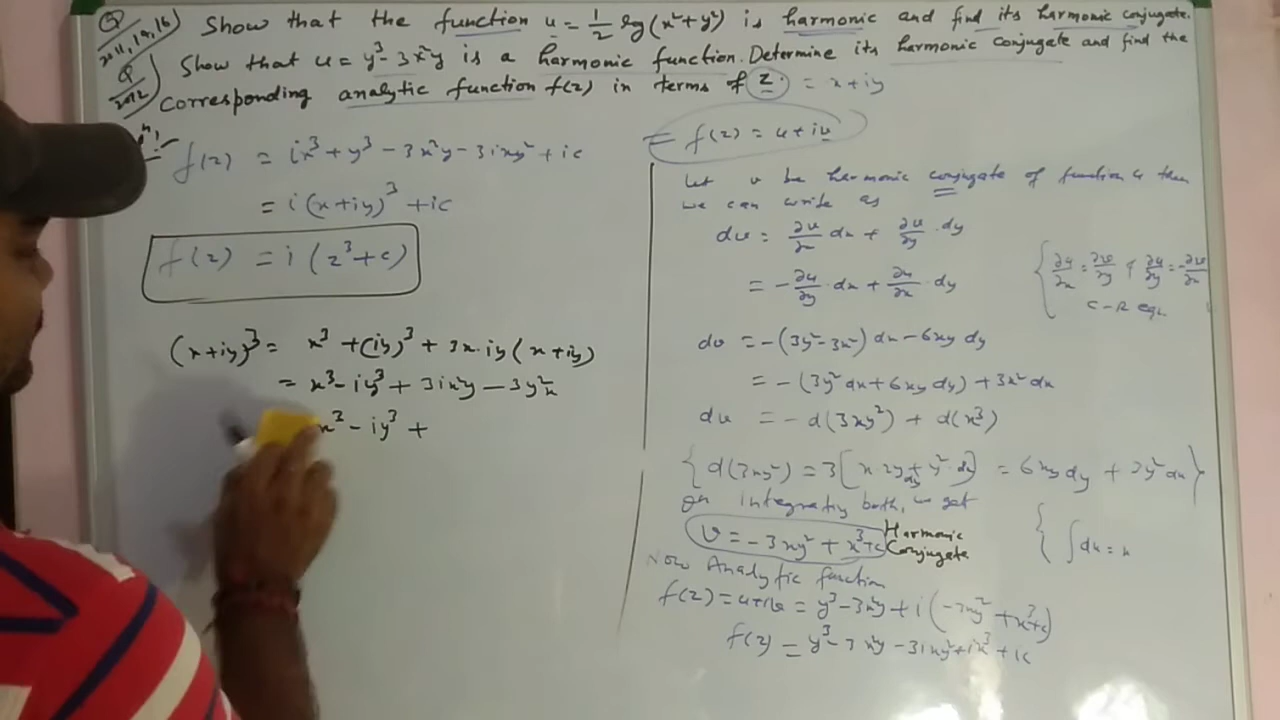 Q Show that the function u = 1/2 log(x²+y²) is harmonic and find its harmonic conjugate.
2011, 14, 16
Q Show that u = y³-3x²y is a harmonic function. Determine its harmonic conjugate and find the
2012 Corresponding analytic function f(z) in terms of z. = x+iy
f(z) = ix³+y³-3x²y-3ixy²+ic
= i(x+iy)³+ic
f(z) = i(z³+c)
(x+iy)³ = x³+(iy)³+3x.iy(x+iy)
= x³-iy³+3ix²y-3y²x
x³-iy³+
f(z) = u+iv
Let v be harmonic conjugate of function u then
we can write as
dv = ∂v/∂x dx + ∂v/∂y .dy
= -∂u/∂y .dx + ∂u/∂x .dy
{ ∂u/∂x = ∂v/∂y & ∂u/∂y = -∂v/∂x
C-R eqn.
dv = -(3y²-3x²)dx-6xy dy
= -(3y²dx+6xy dy)+3x²dx
dv = -d(3xy²)+d(x³)
{ d(3xy²) = 3[x 2y dy + y².dx] = 6xy dy + 3y²dx }
on integrating both, we get
v = -3xy²+x³+c Harmonic Conjugate
{ ∫du = u
Now Analytic function
f(z) = u+iv = y³-3x²y+i(-3xy²+x³+c)
f(z) = y³-3x²y-3ixy²+ix³+ic